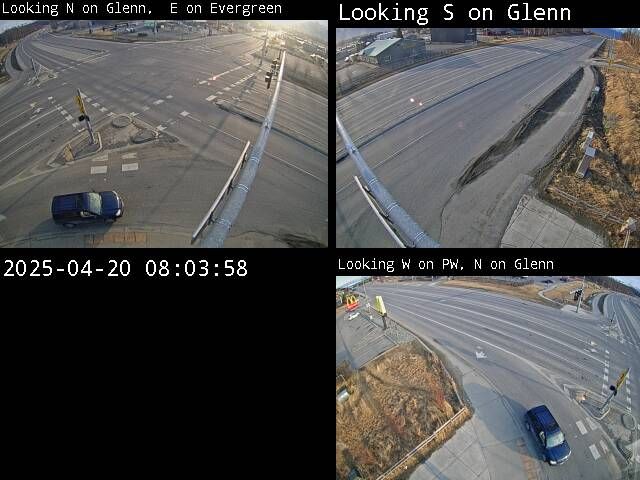 Looking N on Glenn,  E on Evergreen
Looking S on Glenn
2025-04-20 08:03:58
Looking W on PW, N on Glenn